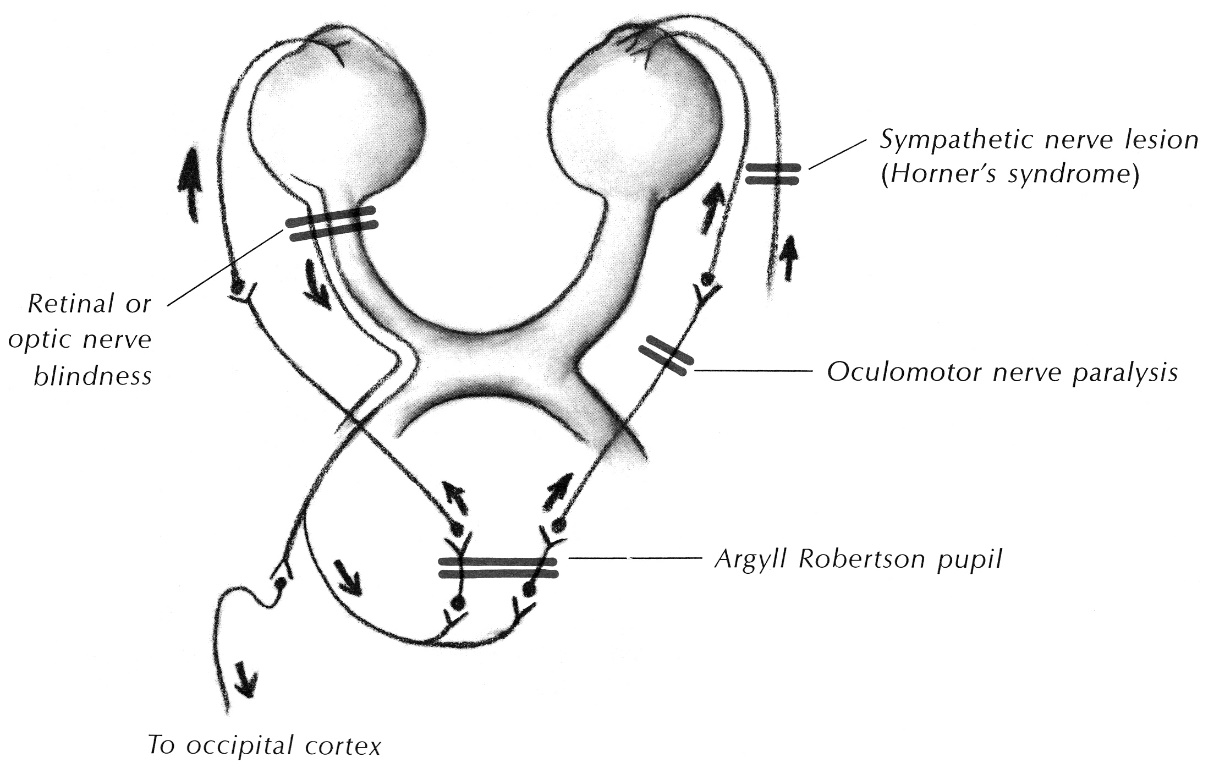 Sympathetic nerve lesion
(Horner's syndrome)
Retinal or
optic nerve
blindness
Oculomotor nerve paralysis
Argyll Robertson pupil
To occipital cortex